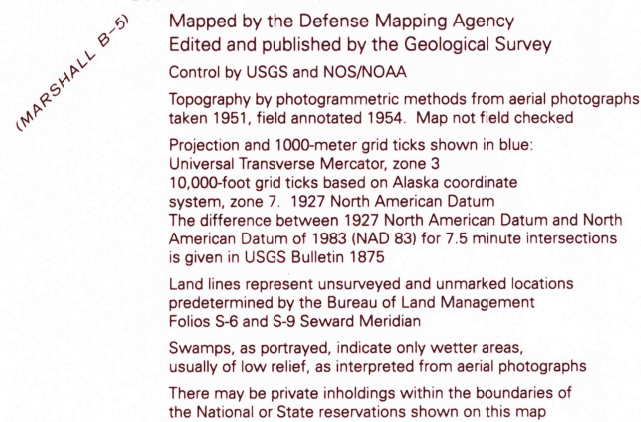 (MARSHALL B-5)
Mapped by the Defense Mapping Agency
Edited and published by the Geological Survey
Control by USGS and NOS/NOAA
Topography by photogrammetric methods from aerial photographs
taken 1951, field annotated 1954. Map not field checked
Projection and 1000-meter grid ticks shown in blue:
Universal Transverse Mercator, zone 3
10,000-foot grid ticks based on Alaska coordinate
system, zone 7. 1927 North American Datum
The difference between 1927 North American Datum and North
American Datum of 1983 (NAD 83) for 7.5 minute intersections
is given in USGS Bulletin 1875
Land lines represent unsurveyed and unmarked locations
predetermined by the Bureau of Land Management
Folios S-6 and S-9 Seward Meridian
Swamps, as portrayed, indicate only wetter areas,
usually of low relief, as interpreted from aerial photographs
There may be private inholdings within the boundaries of
the National or State reservations shown on this map